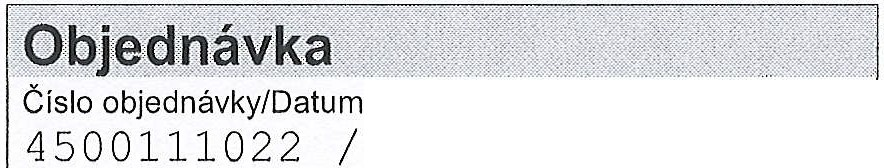 Objednávka
Číslo objednávky/Datum
4500111022 /